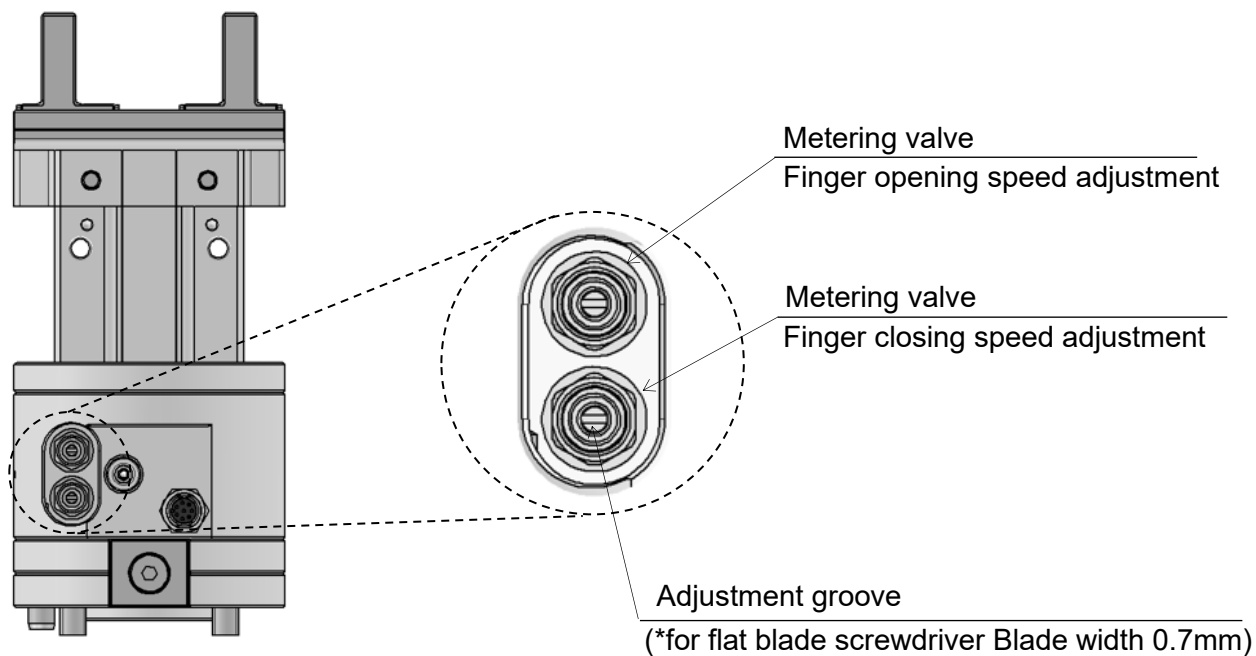 Metering valve
Finger opening speed adjustment
Metering valve
Finger closing speed adjustment
Adjustment groove
(*for flat blade screwdriver Blade width 0.7mm)